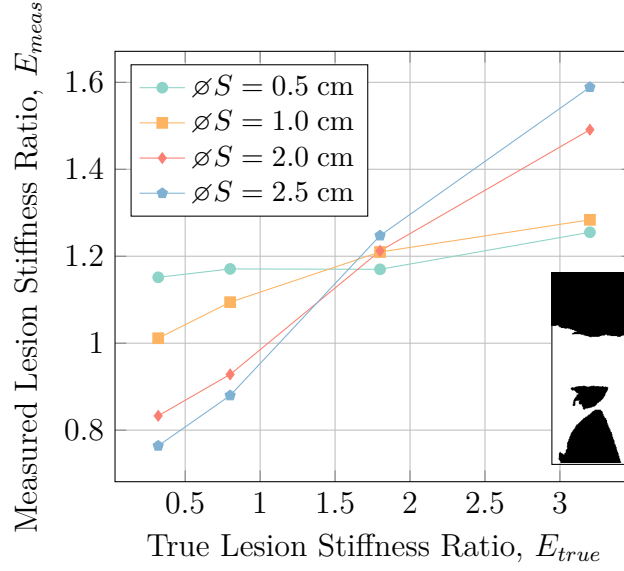 Measured Lesion Stiffness Ratio, E_meas
1.6
1.4
1.2
1
0.8
⌀S = 0.5 cm
⌀S = 1.0 cm
⌀S = 2.0 cm
⌀S = 2.5 cm
0.5 1 1.5 2 2.5 3
True Lesion Stiffness Ratio, E_true